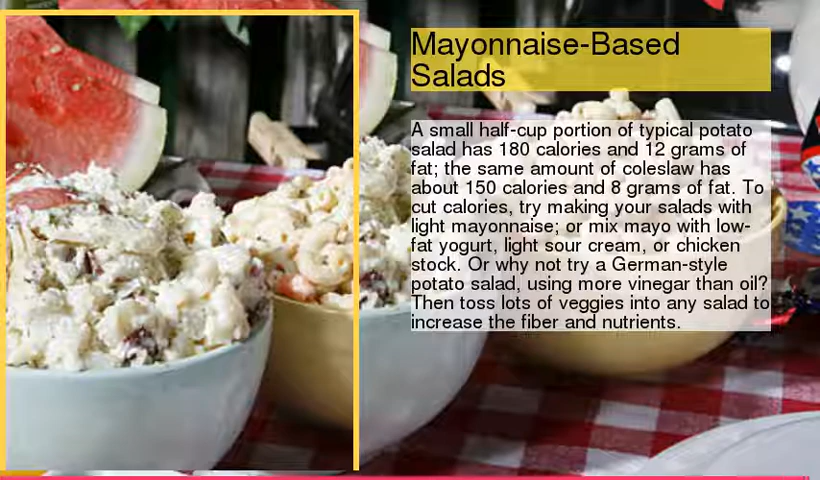 Mayonnaise-Based
Salads
A small half-cup portion of typical potato
salad has 180 calories and 12 grams of
fat; the same amount of coleslaw has
about 150 calories and 8 grams of fat. To
cut calories, try making your salads with
light mayonnaise; or mix mayo with low-
fat yogurt, light sour cream, or chicken
stock. Or why not try a German-style
potato salad, using more vinegar than oil?
Then toss lots of veggies into any salad to
increase the fiber and nutrients.